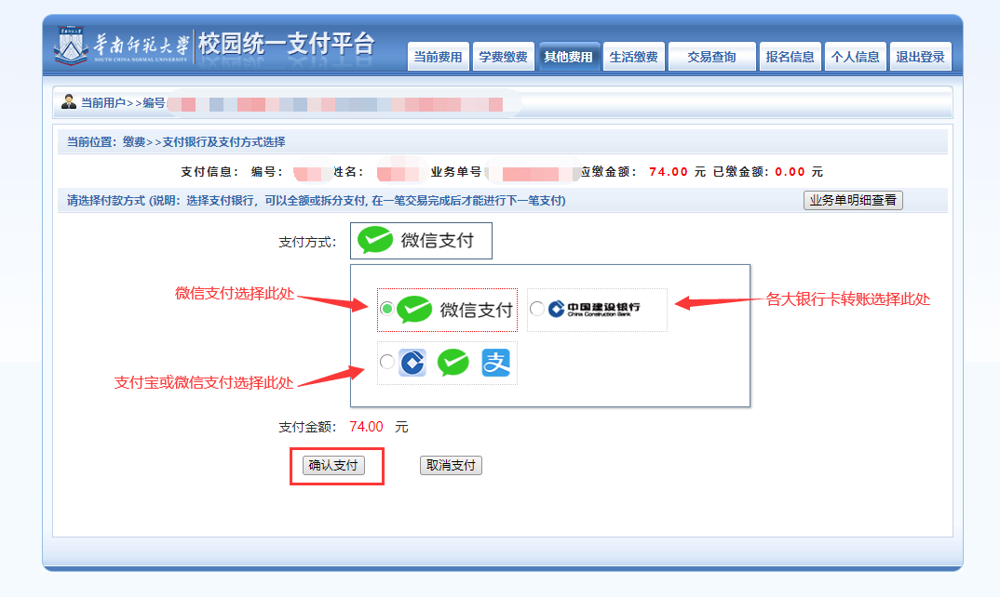 華南師範大學 校园统一支付平台
SOUTH CHINA NORMAL UNIVERSITY
当前费用 学费缴费 其他费用 生活缴费 交易查询 报名信息 个人信息 退出登录
当前用户>>编号
当前位置：缴费>>支付银行及支付方式选择
支付信息： 编号： 姓名： 业务单号 应缴金额： 74.00 元 已缴金额：0.00 元
请选择付款方式 (说明：选择支付银行，可以全额或拆分支付, 在一笔交易完成后才能进行下一笔支付) 业务单明细查看
支付方式： 微信支付
微信支付选择此处 微信支付 中国建设银行 各大银行卡转账选择此处
China Construction Bank
支付宝或微信支付选择此处 支
支付金额： 74.00 元
确认支付 取消支付